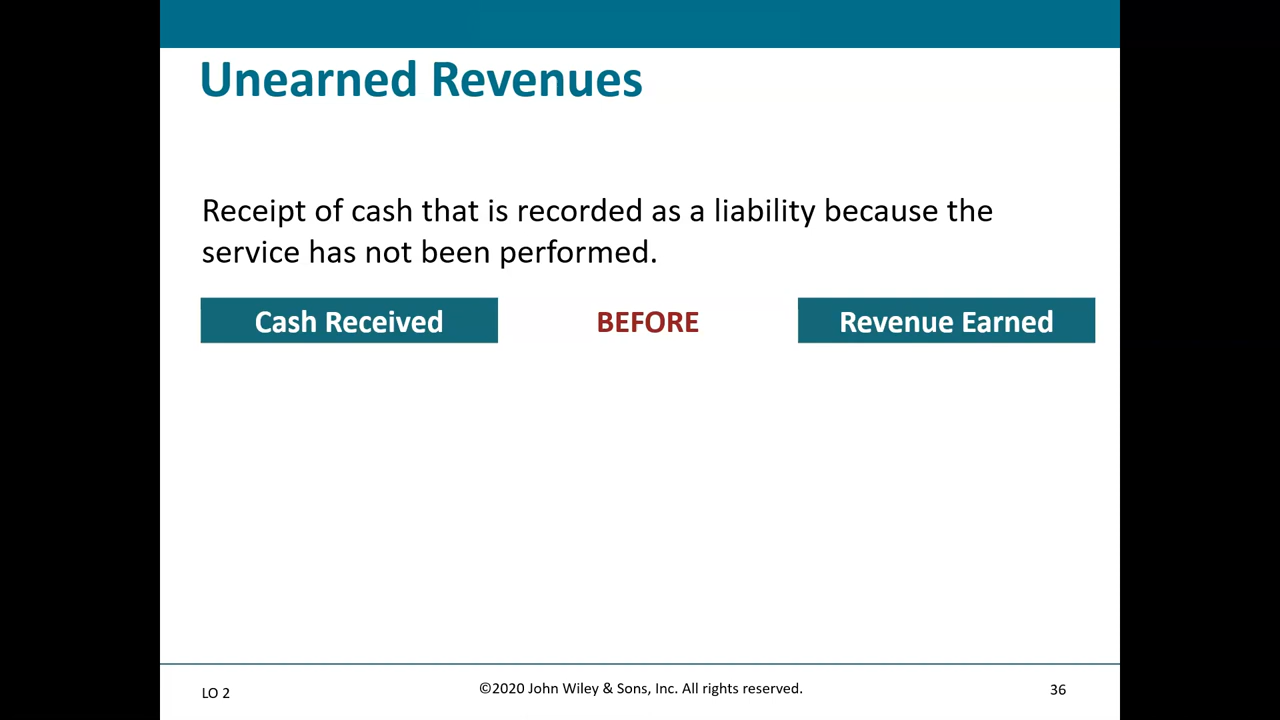 Unearned Revenues
Receipt of cash that is recorded as a liability because the
service has not been performed.
Cash Received BEFORE Revenue Earned
LO 2 ©2020 John Wiley & Sons, Inc. All rights reserved. 36